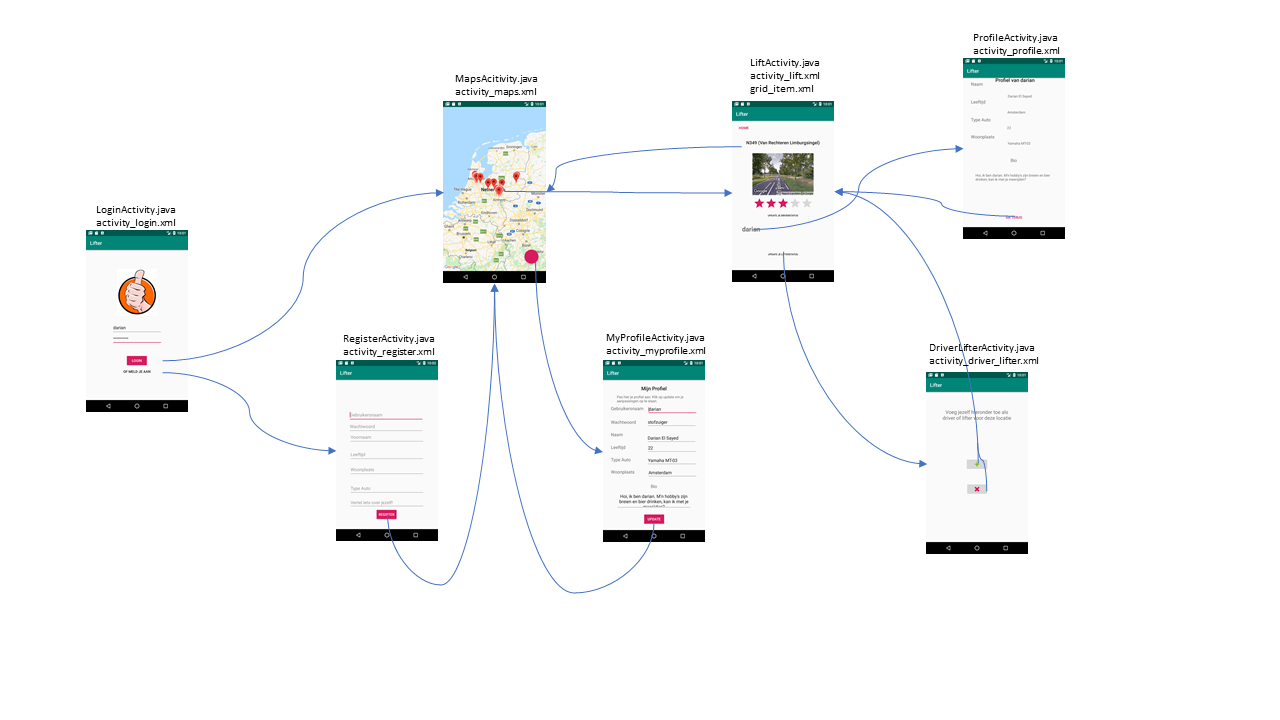 ProfileActivity.java
activity_profile.xml
Lifter
Profiel van darian
Naam
Darian El Sayed
Leeftijd
Amsterdam
Type Auto
22
Woonplaats
Yamaha MT-03
Bio
Hoi, ik ben darian. M'n hobby's zijn breien en bier
drinken, kan ik met je meerijden?
LiftActivity.java
activity_lift.xml
grid_item.xml
Lifter
HOME
N349 (Van Rechteren Limburgsingel)
darian
MapsAcitivity.java
activity_maps.xml
LoginActivity.java
activity_login.xml
Lifter
darian
LOGIN
OF MELD JE AAN
RegisterActivity.java
activity_register.xml
Lifter
Gebruikersnaam
Wachtwoord
Voornaam
Leeftijd
Woonplaats
Type Auto
Vertel iets over jezelf!
REGISTER
MyProfileActivity.java
activity_myprofile.xml
Lifter
Mijn Profiel
Gebruikersnaam darian
Wachtwoord stofzuiger
Naam Darian El Sayed
Leeftijd 22
Type Auto Yamaha MT-03
Woonplaats Amsterdam
Bio
Hoi, ik ben darian. M'n hobby's zijn
breien en bier drinken, kan ik met je
UPDATE
DriverLifterActivity.java
activity_driver_lifter.xml
Lifter
Voeg jezelf hieronder toe als
driver of lifter voor deze locatie